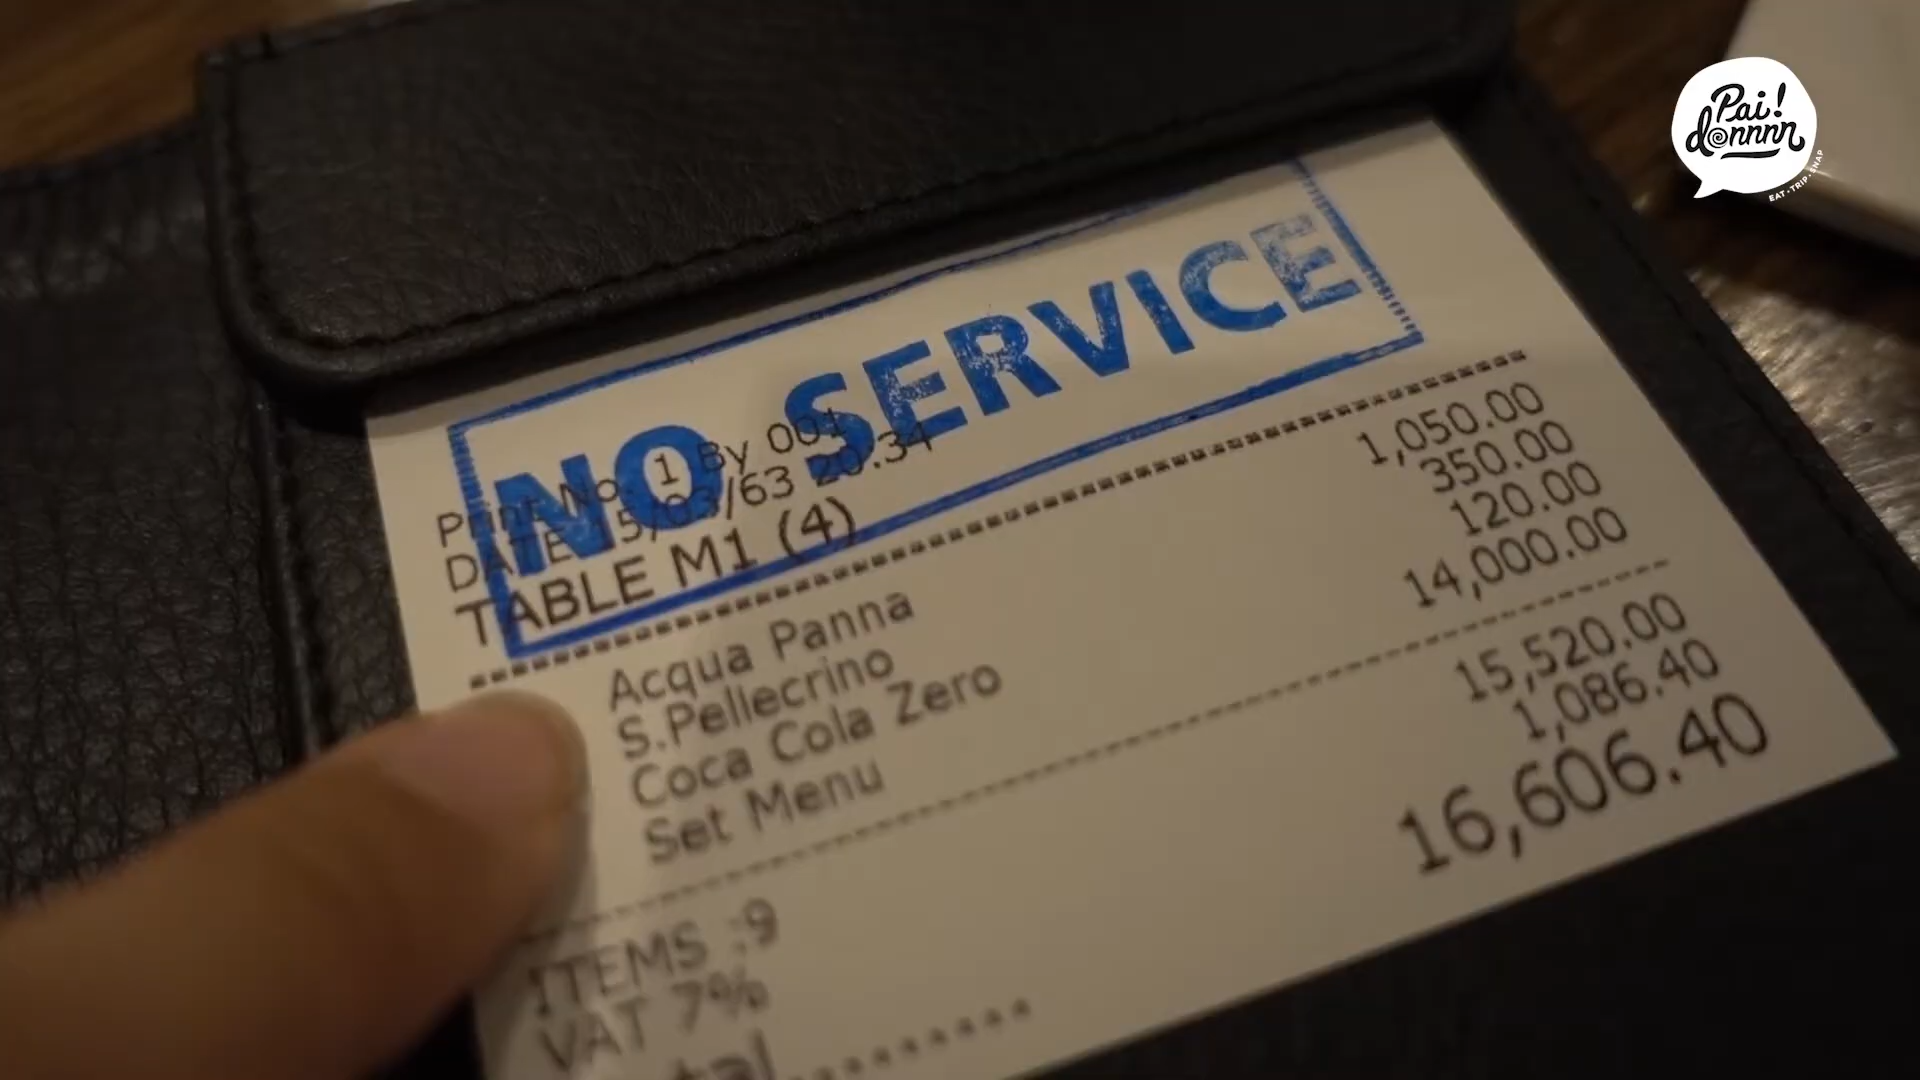 Pai!
donnnn
EAT • TRIP • SNAP
NO SERVICE
Print No: 1 By 001
DATE 15/03/63 20.34
TABLE M1 (4)
Acqua Panna 1,050.00
S.Pellecrino 350.00
Coca Cola Zero 120.00
Set Menu 14,000.00
ITEMS :9 15,520.00
VAT 7% 1,086.40
16,606.40